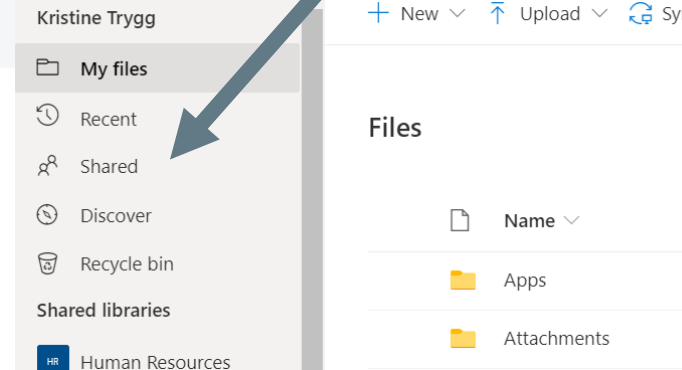 Kristine Trygg
My files
Recent
Shared
Discover
Recycle bin
Shared libraries
HR Human Resources
New Upload Sy
Files
Name
Apps
Attachments